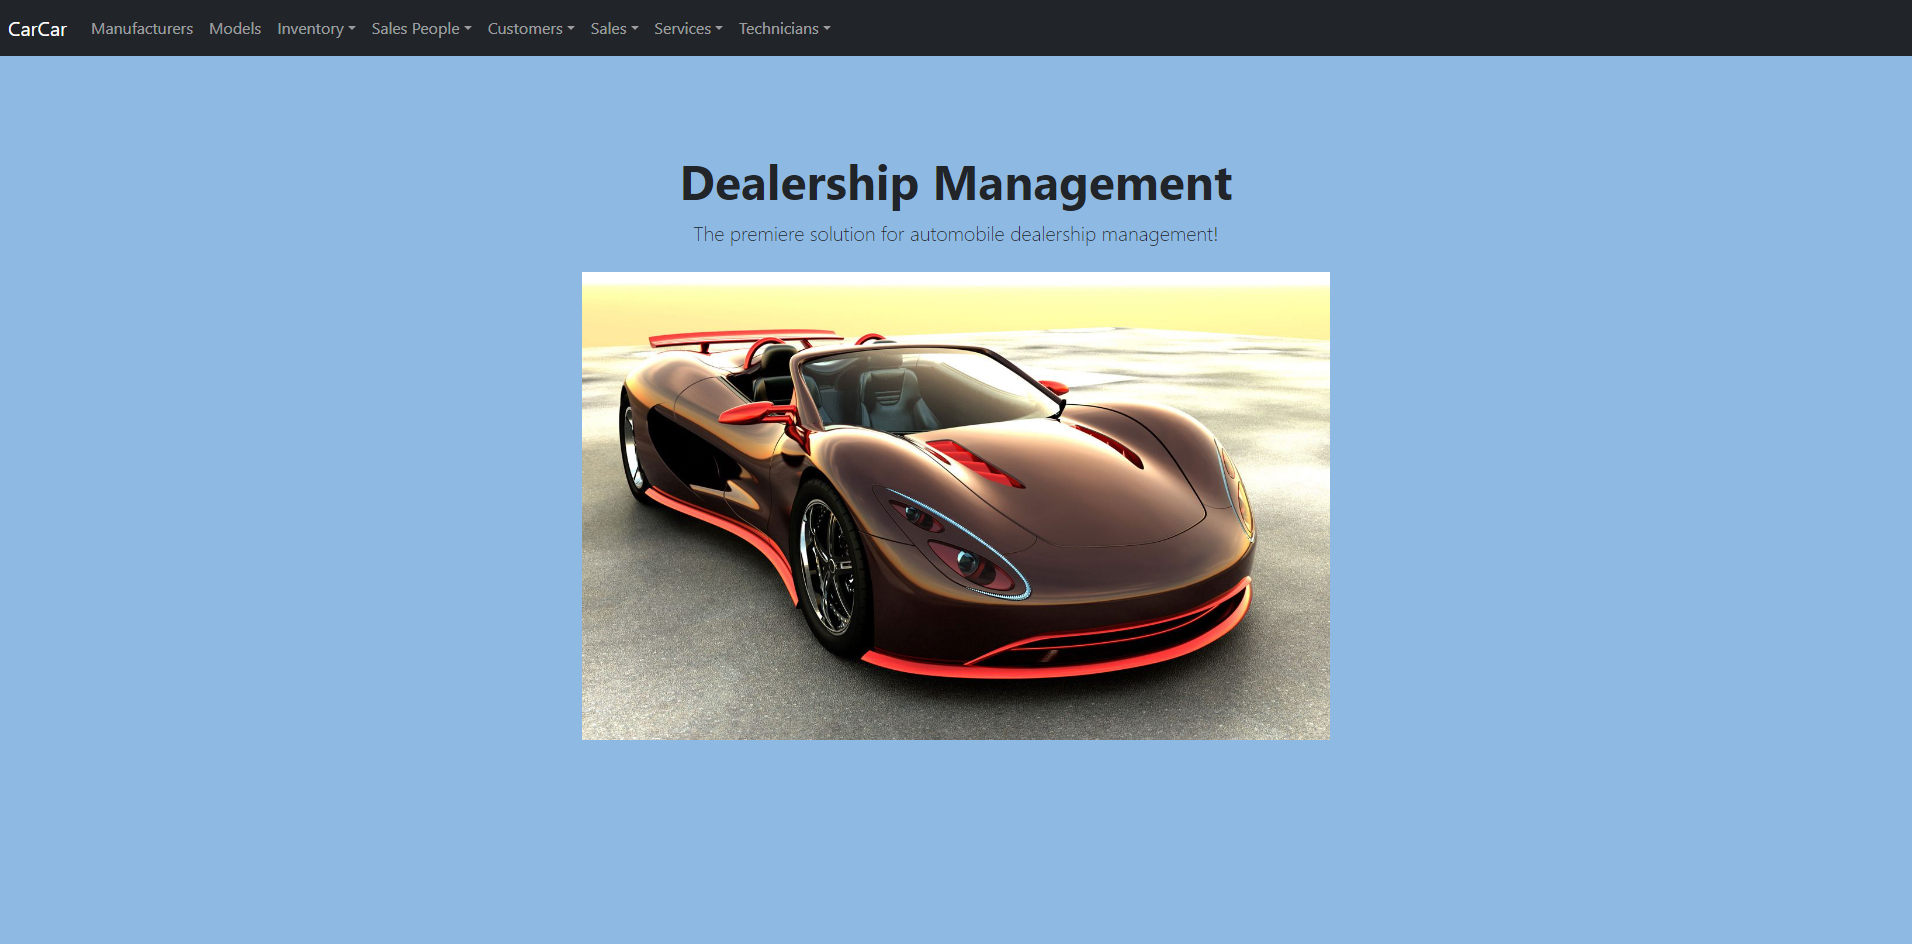 CarCar Manufacturers Models Inventory Sales People Customers Sales Services Technicians
Dealership Management
The premiere solution for automobile dealership management!